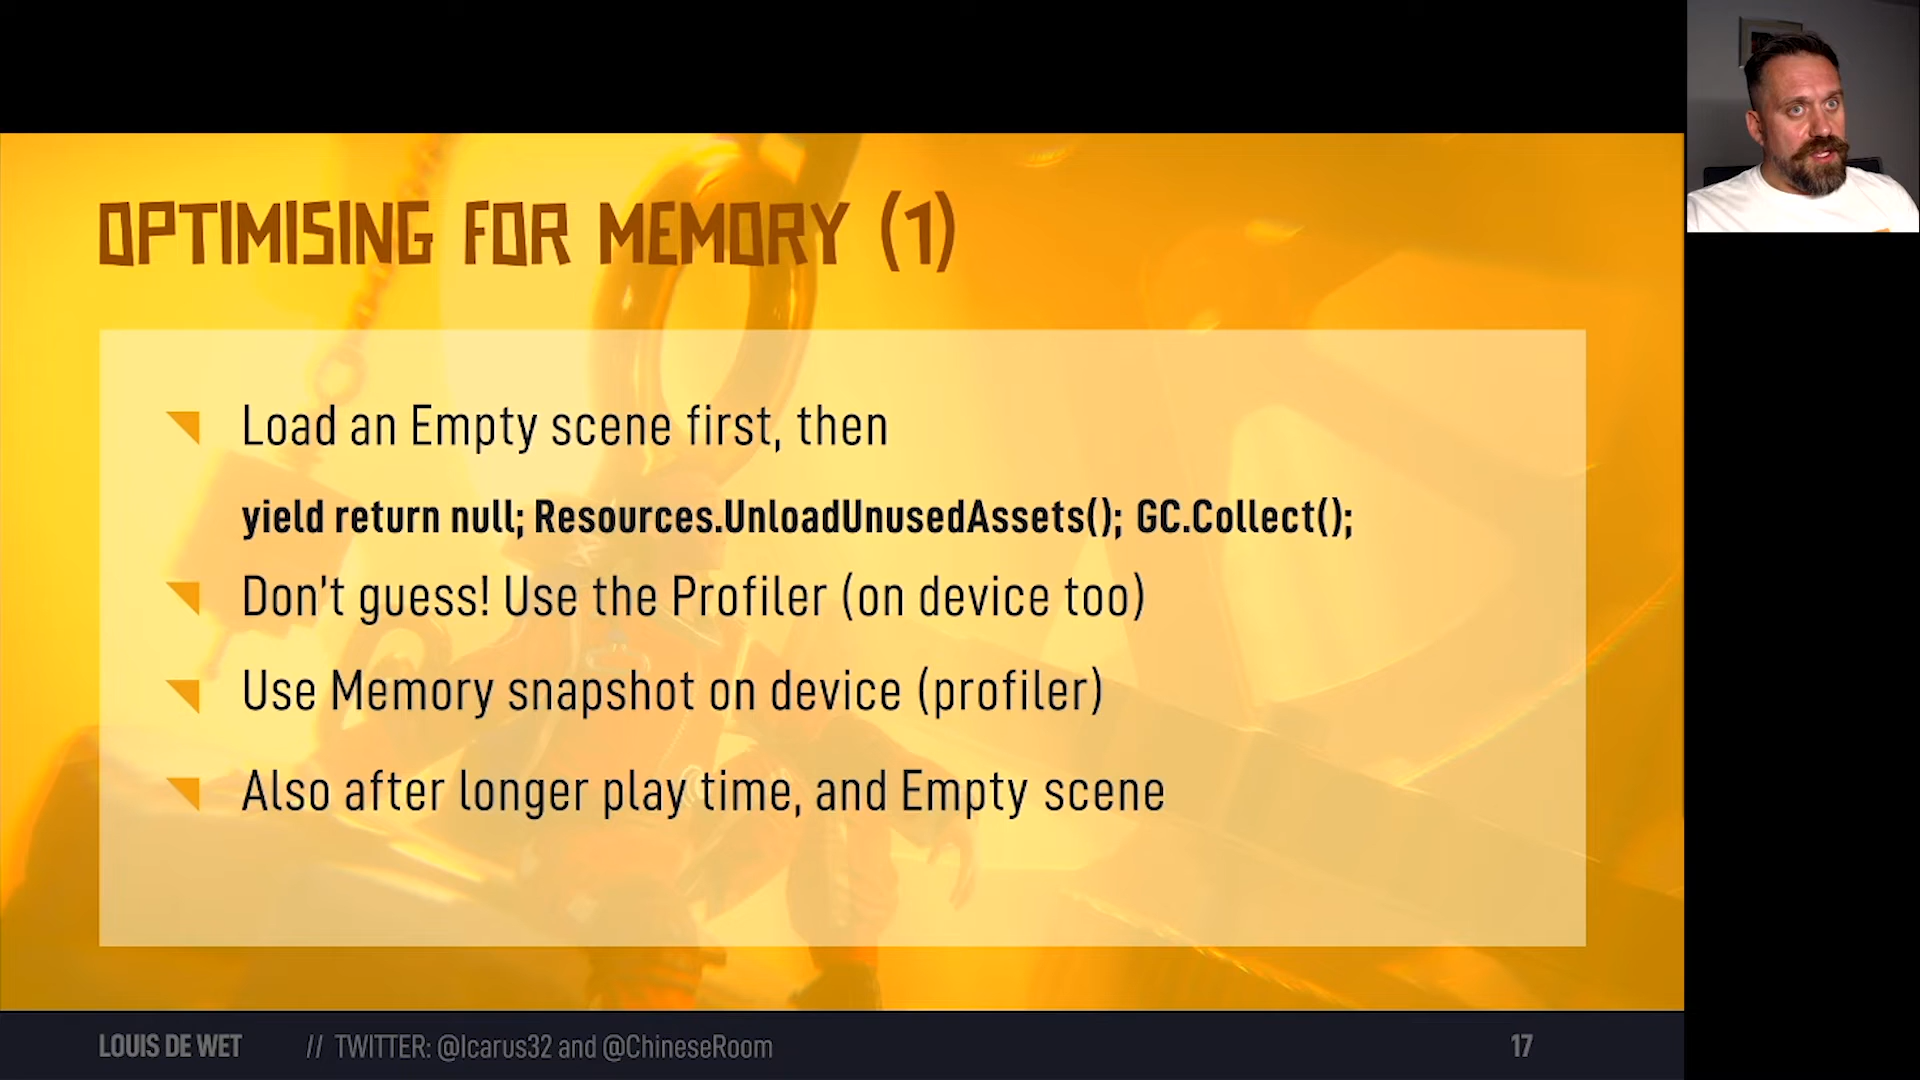 OPTIMISING FOR MEMORY (1)
Load an Empty scene first, then
yield return null; Resources.UnloadUnusedAssets(); GC.Collect();
Don't guess! Use the Profiler (on device too)
Use Memory snapshot on device (profiler)
Also after longer play time, and Empty scene
LOUIS DE WET // TWITTER: @Icarus32 and @ChineseRoom 17